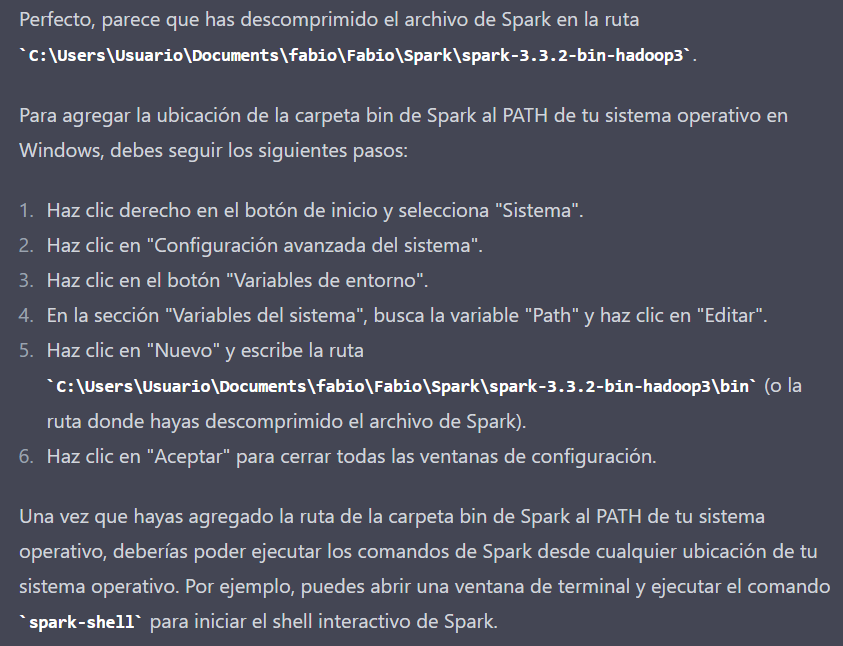 Perfecto, parece que has descomprimido el archivo de Spark en la ruta
`C:\Users\Usuario\Documents\fabio\Fabio\Spark\spark-3.3.2-bin-hadoop3`.
Para agregar la ubicación de la carpeta bin de Spark al PATH de tu sistema operativo en
Windows, debes seguir los siguientes pasos:
1. Haz clic derecho en el botón de inicio y selecciona "Sistema".
2. Haz clic en "Configuración avanzada del sistema".
3. Haz clic en el botón "Variables de entorno".
4. En la sección "Variables del sistema", busca la variable "Path" y haz clic en "Editar".
5. Haz clic en "Nuevo" y escribe la ruta
`C:\Users\Usuario\Documents\fabio\Fabio\Spark\spark-3.3.2-bin-hadoop3\bin` (o la
ruta donde hayas descomprimido el archivo de Spark).
6. Haz clic en "Aceptar" para cerrar todas las ventanas de configuración.
Una vez que hayas agregado la ruta de la carpeta bin de Spark al PATH de tu sistema
operativo, deberías poder ejecutar los comandos de Spark desde cualquier ubicación de tu
sistema operativo. Por ejemplo, puedes abrir una ventana de terminal y ejecutar el comando
`spark-shell` para iniciar el shell interactivo de Spark.